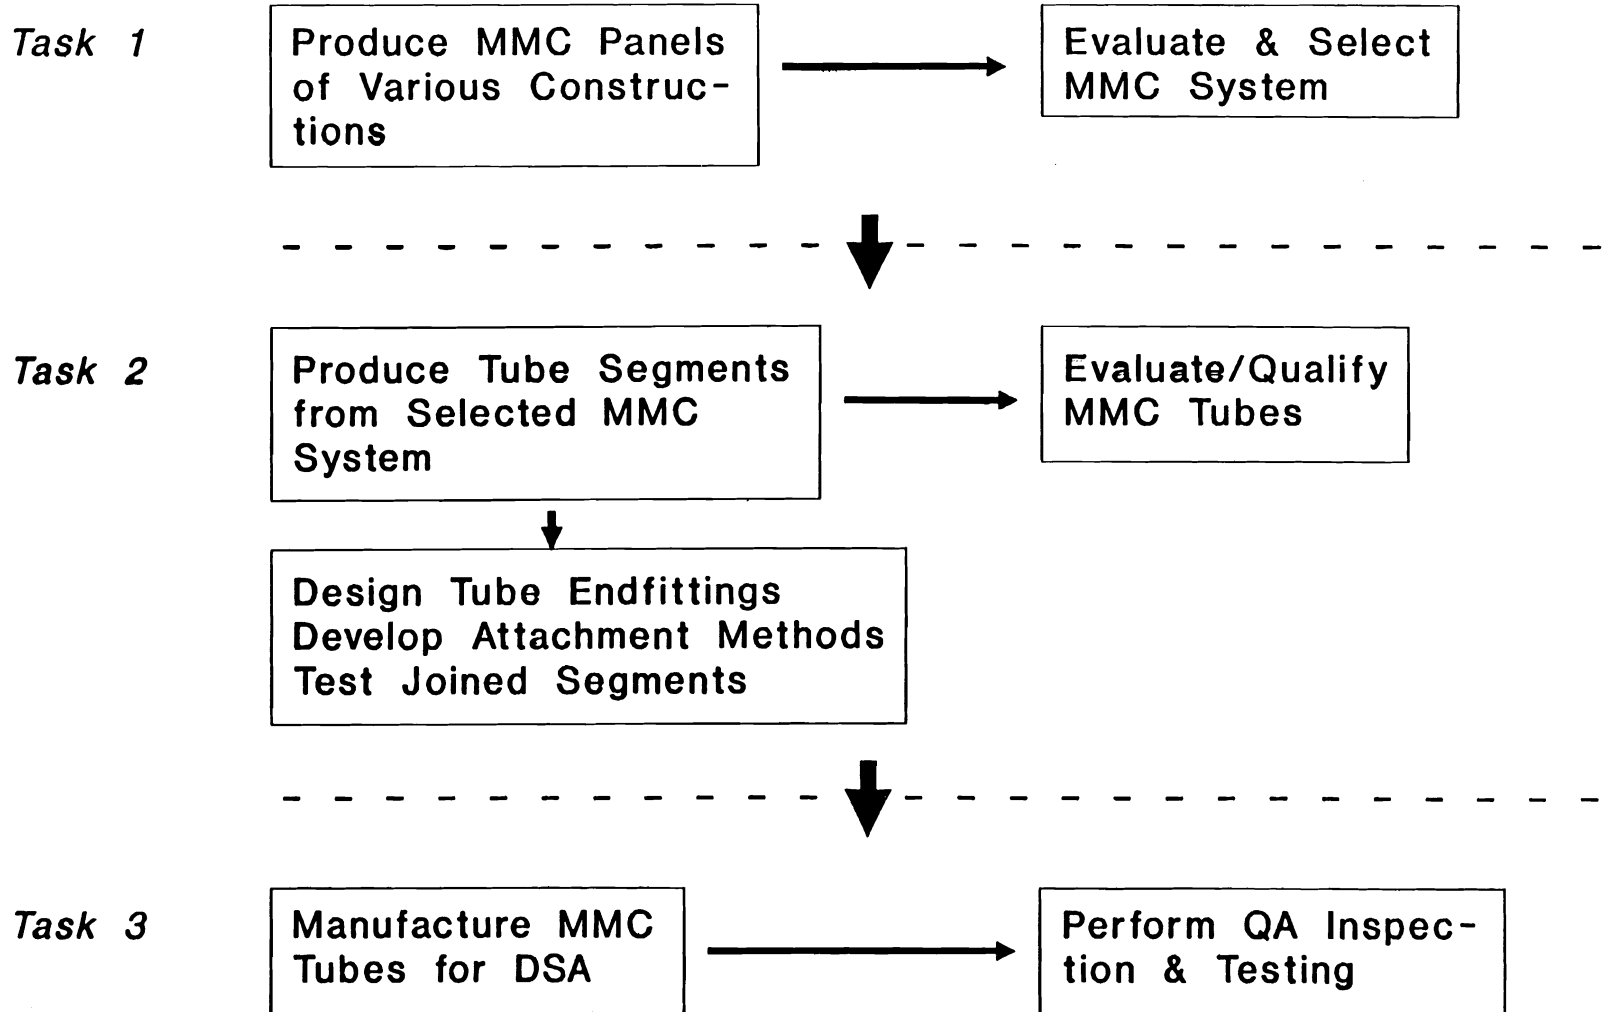 Task 1
Produce MMC Panels
of Various Construc-
tions
Evaluate & Select
MMC System
Task 2
Produce Tube Segments
from Selected MMC
System
Evaluate/Qualify
MMC Tubes
Design Tube Endfittings
Develop Attachment Methods
Test Joined Segments
Task 3
Manufacture MMC
Tubes for DSA
Perform QA Inspec-
tion & Testing